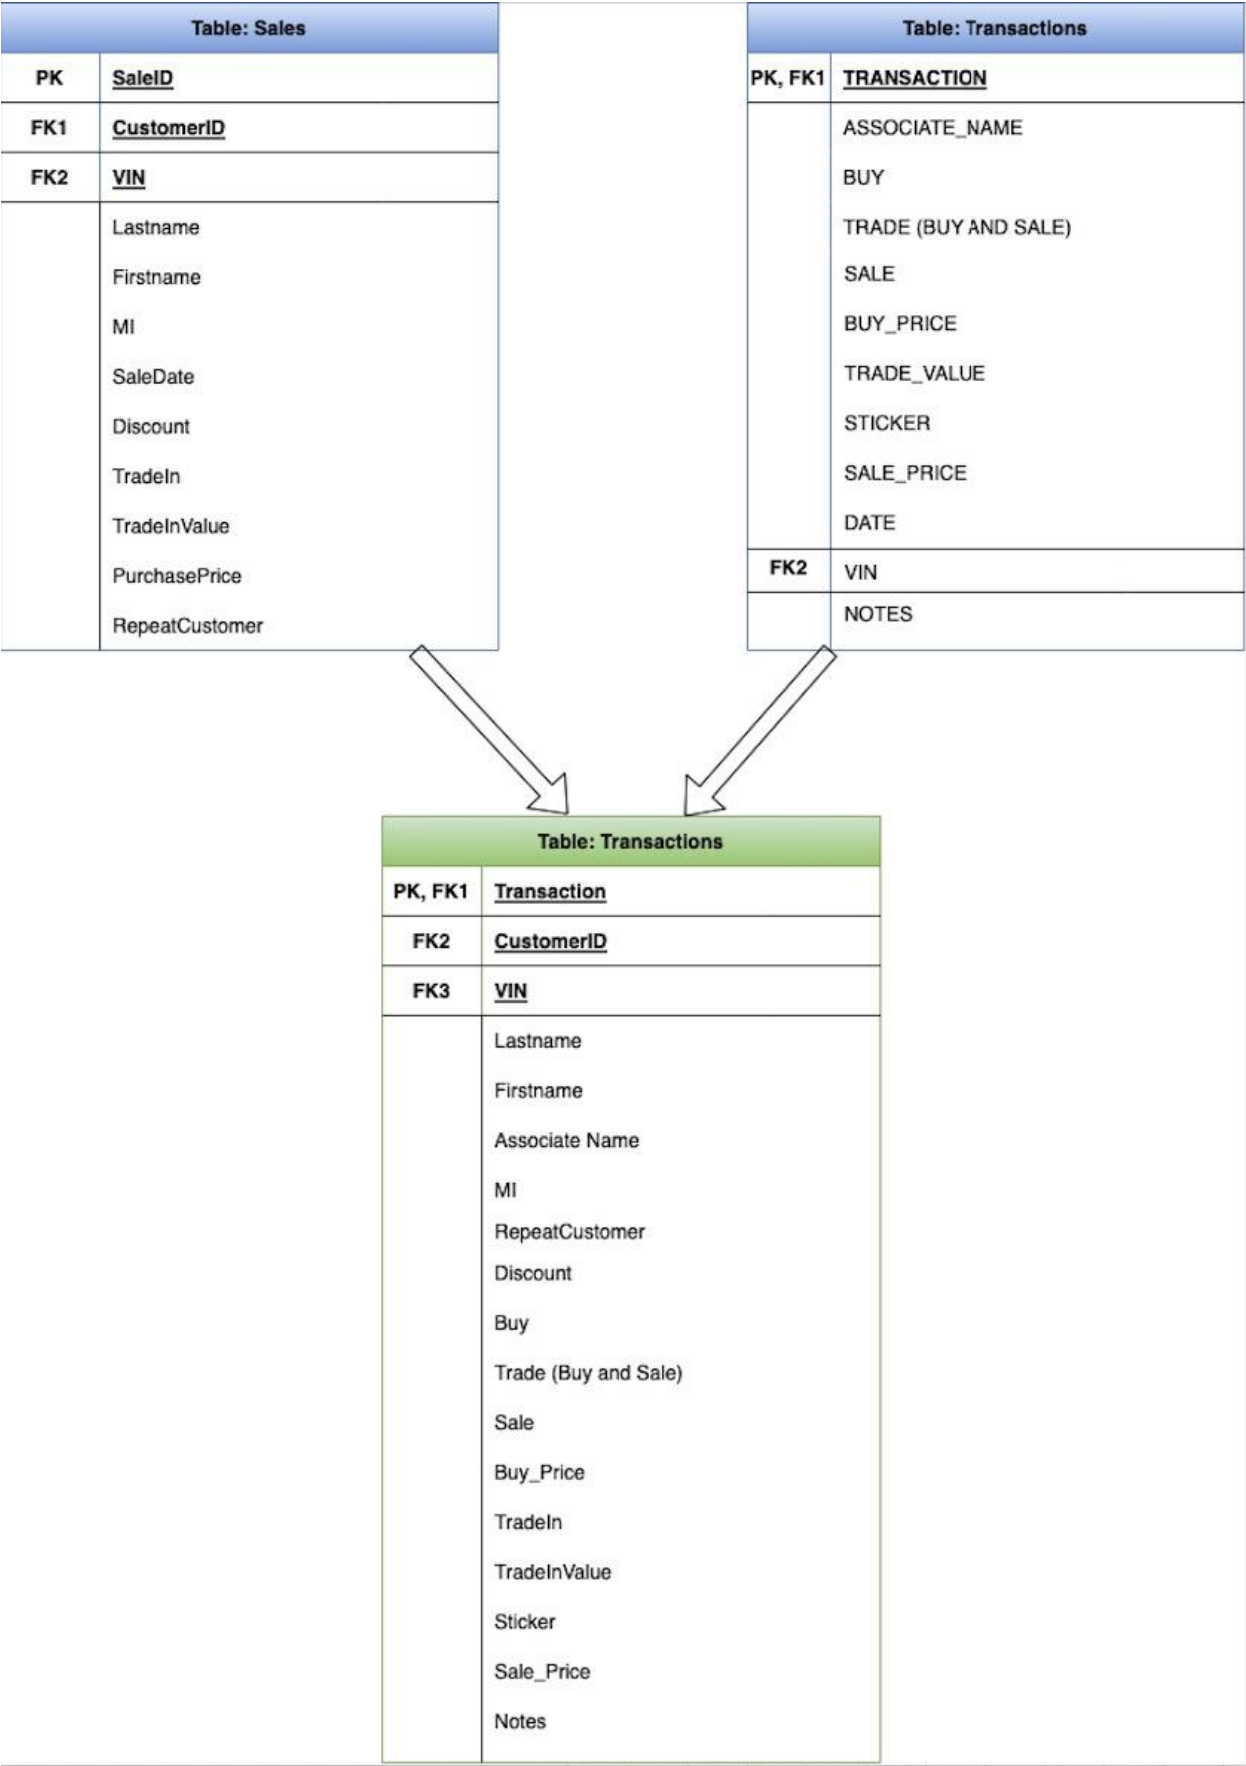 Table: Sales
PK SaleID
FK1 CustomerID
FK2 VIN
Lastname
Firstname
MI
SaleDate
Discount
TradeIn
TradeInValue
PurchasePrice
RepeatCustomer
Table: Transactions
PK, FK1 TRANSACTION
ASSOCIATE_NAME
BUY
TRADE (BUY AND SALE)
SALE
BUY_PRICE
TRADE_VALUE
STICKER
SALE_PRICE
DATE
FK2 VIN
NOTES
Table: Transactions
PK, FK1 Transaction
FK2 CustomerID
FK3 VIN
Lastname
Firstname
Associate Name
MI
RepeatCustomer
Discount
Buy
Trade (Buy and Sale)
Sale
Buy_Price
TradeIn
TradeInValue
Sticker
Sale_Price
Notes